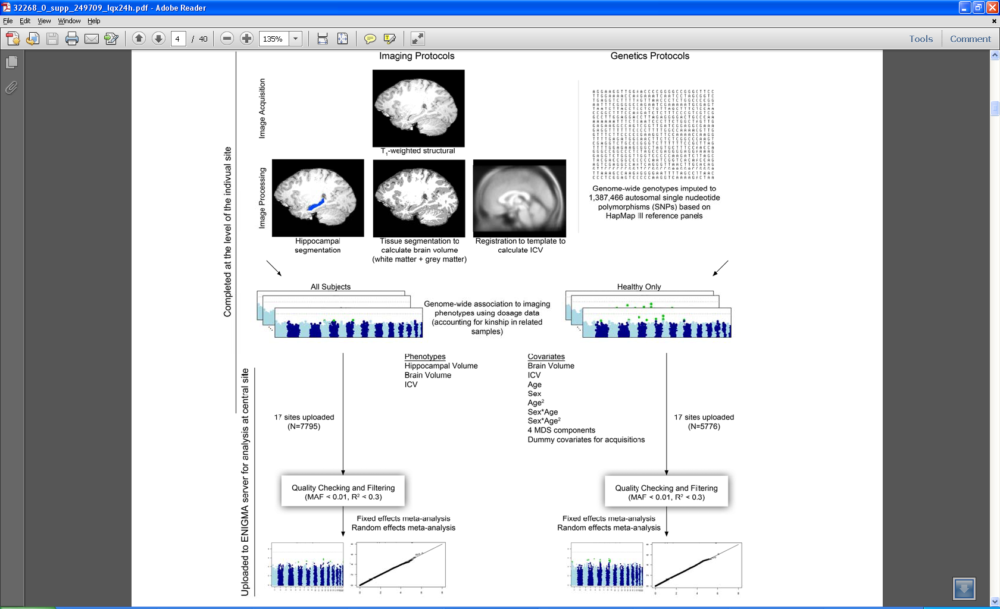 32268_0_supp_249709_lqx24h.pdf - Adobe Reader
File Edit View Window Help
4 / 40 135% Tools Comment
Imaging Protocols
Genetics Protocols
Completed at the level of the indivual site
Image Acquisition
T1-weighted structural
Image Processing
Hippocampal
segmentation
Tissue segmentation to
calculate brain volume
(white matter + grey matter)
Registration to template to
calculate ICV
Genome-wide genotypes imputed to
1,387,466 autosomal single nucleotide
polymorphisms (SNPs) based on
HapMap III reference panels
All Subjects
Genome-wide association to imaging
phenotypes using dosage data
(accounting for kinship in related
samples)
Healthy Only
Phenotypes
Hippocampal Volume
Brain Volume
ICV
Covariates
Brain Volume
ICV
Age
Sex
Age²
Sex*Age
Sex*Age²
4 MDS components
Dummy covariates for acquisitions
Uploaded to ENIGMA server for analysis at central site
17 sites uploaded
(N=7795)
17 sites uploaded
(N=5776)
Quality Checking and Filtering
(MAF < 0.01, R² < 0.3)
Quality Checking and Filtering
(MAF < 0.01, R² < 0.3)
Fixed effects meta-analysis
Random effects meta-analysis
Fixed effects meta-analysis
Random effects meta-analysis